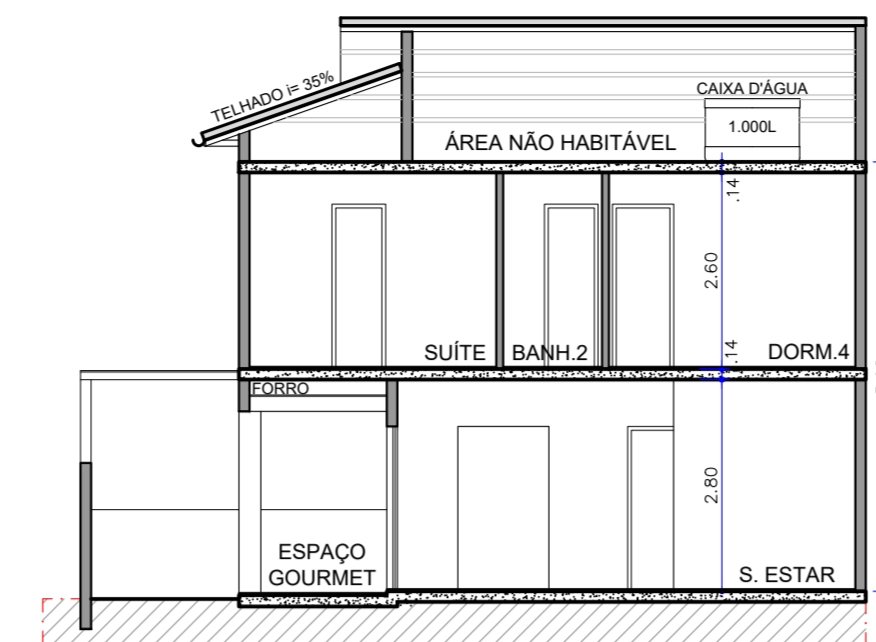 TELHADO i= 35%
CAIXA D'ÁGUA
1.000L
ÁREA NÃO HABITÁVEL
.14
2.60
SUÍTE
BANH.2
.14
DORM.4
FORRO
2.80
ESPAÇO
GOURMET
S. ESTAR